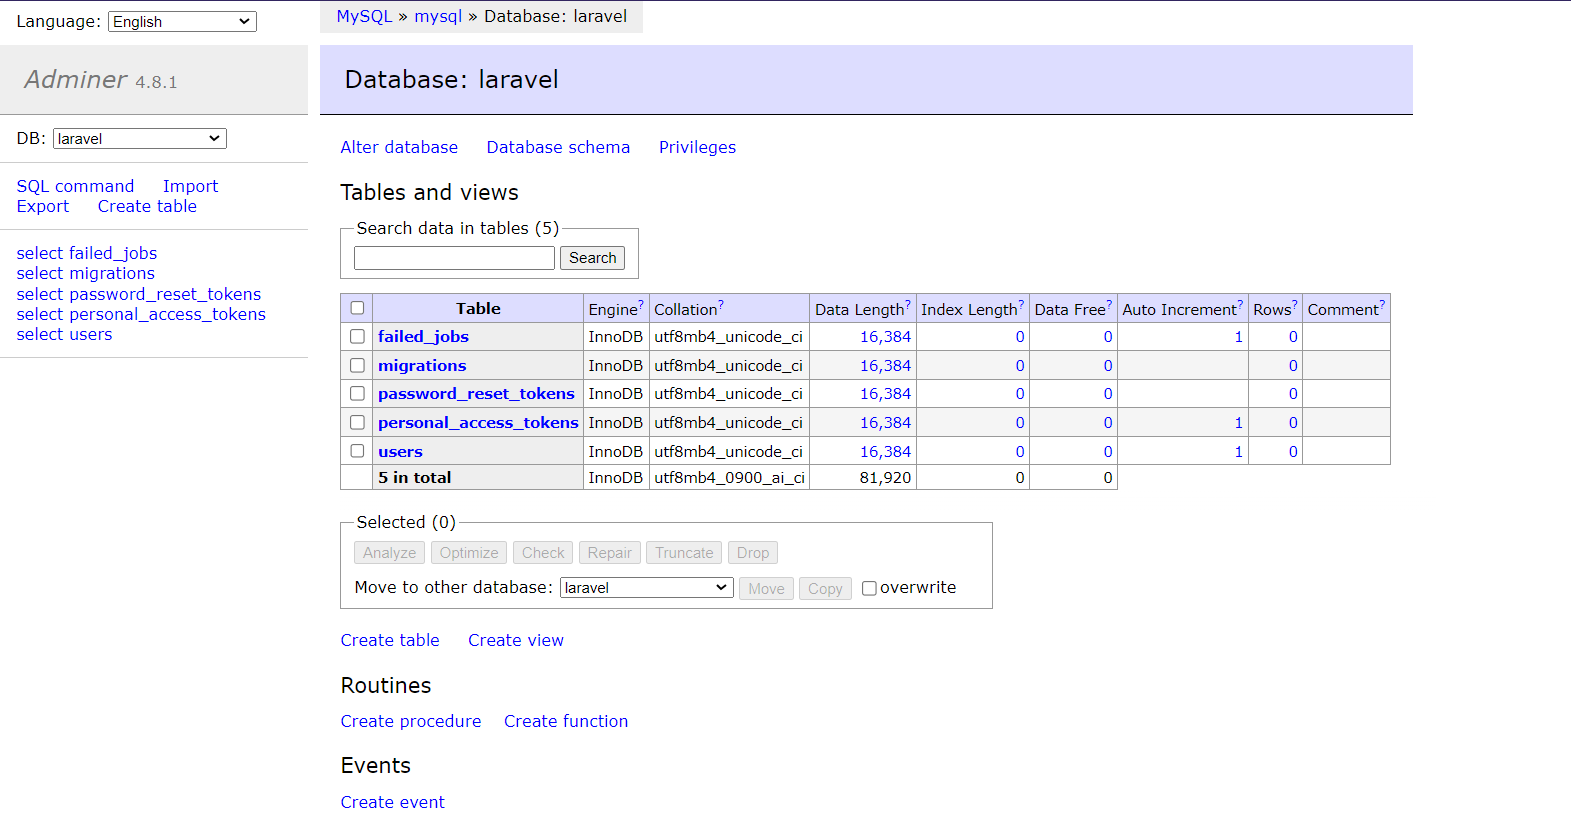 Language: English
MySQL » mysql » Database: laravel
Adminer 4.8.1
Database: laravel
DB: laravel
Alter database Database schema Privileges
SQL command Import
Export Create table
select failed_jobs
select migrations
select password_reset_tokens
select personal_access_tokens
select users
Tables and views
Search data in tables (5)
Search
Table Engine? Collation? Data Length? Index Length? Data Free? Auto Increment? Rows? Comment?
failed_jobs InnoDB utf8mb4_unicode_ci 16,384 0 0 1 0
migrations InnoDB utf8mb4_unicode_ci 16,384 0 0 0
password_reset_tokens InnoDB utf8mb4_unicode_ci 16,384 0 0 0
personal_access_tokens InnoDB utf8mb4_unicode_ci 16,384 0 0 1 0
users InnoDB utf8mb4_unicode_ci 16,384 0 0 1 0
5 in total InnoDB utf8mb4_0900_ai_ci 81,920 0 0
Selected (0)
Analyze Optimize Check Repair Truncate Drop
Move to other database: laravel Move Copy overwrite
Create table Create view
Routines
Create procedure Create function
Events
Create event